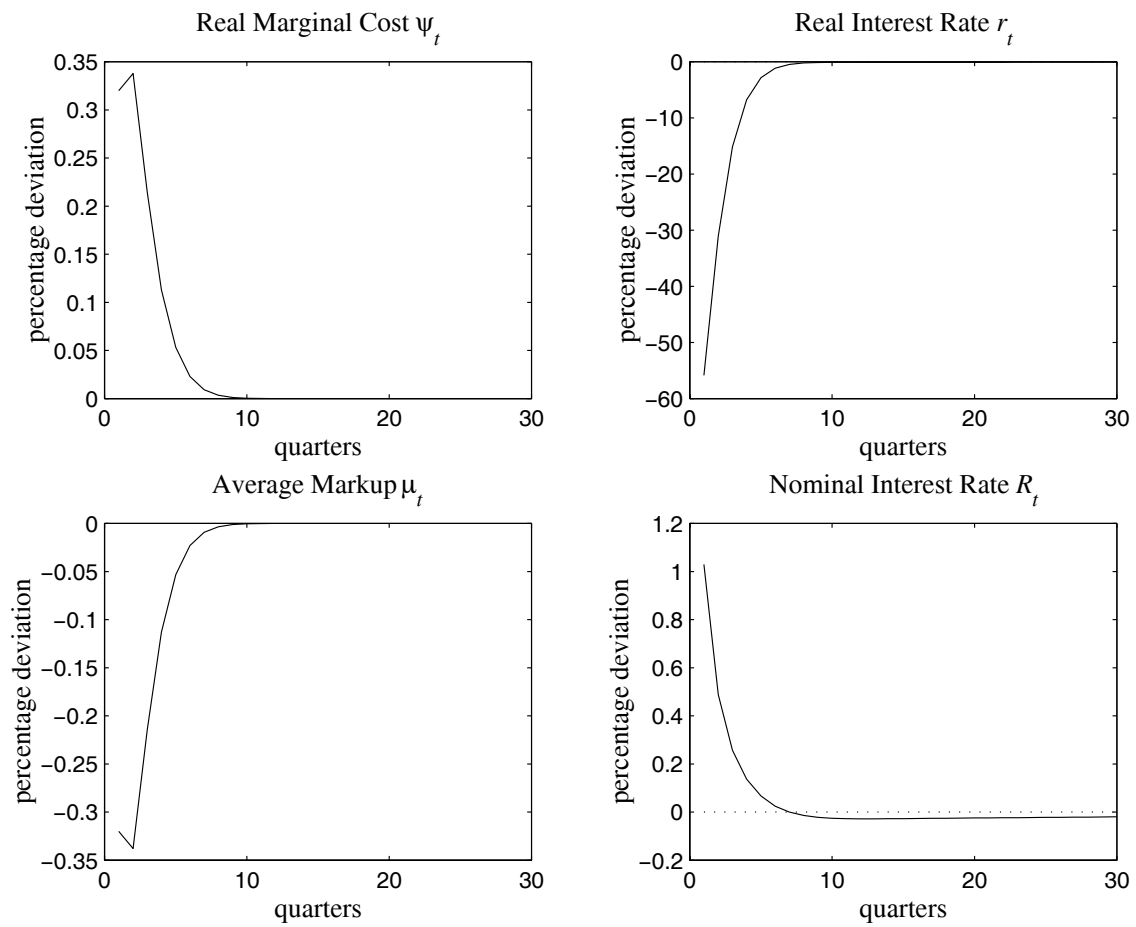 Real Marginal Cost ψt
0.35
0.3
0.25
0.2
0.15
0.1
0.05
0
percentage deviation
0 10 20 30
quarters
Real Interest Rate rt
0
−10
−20
−30
−40
−50
−60
percentage deviation
0 10 20 30
quarters
Average Markup μt
0
−0.05
−0.1
−0.15
−0.2
−0.25
−0.3
−0.35
percentage deviation
0 10 20 30
quarters
Nominal Interest Rate Rt
1.2
1
0.8
0.6
0.4
0.2
0
−0.2
percentage deviation
0 10 20 30
quarters